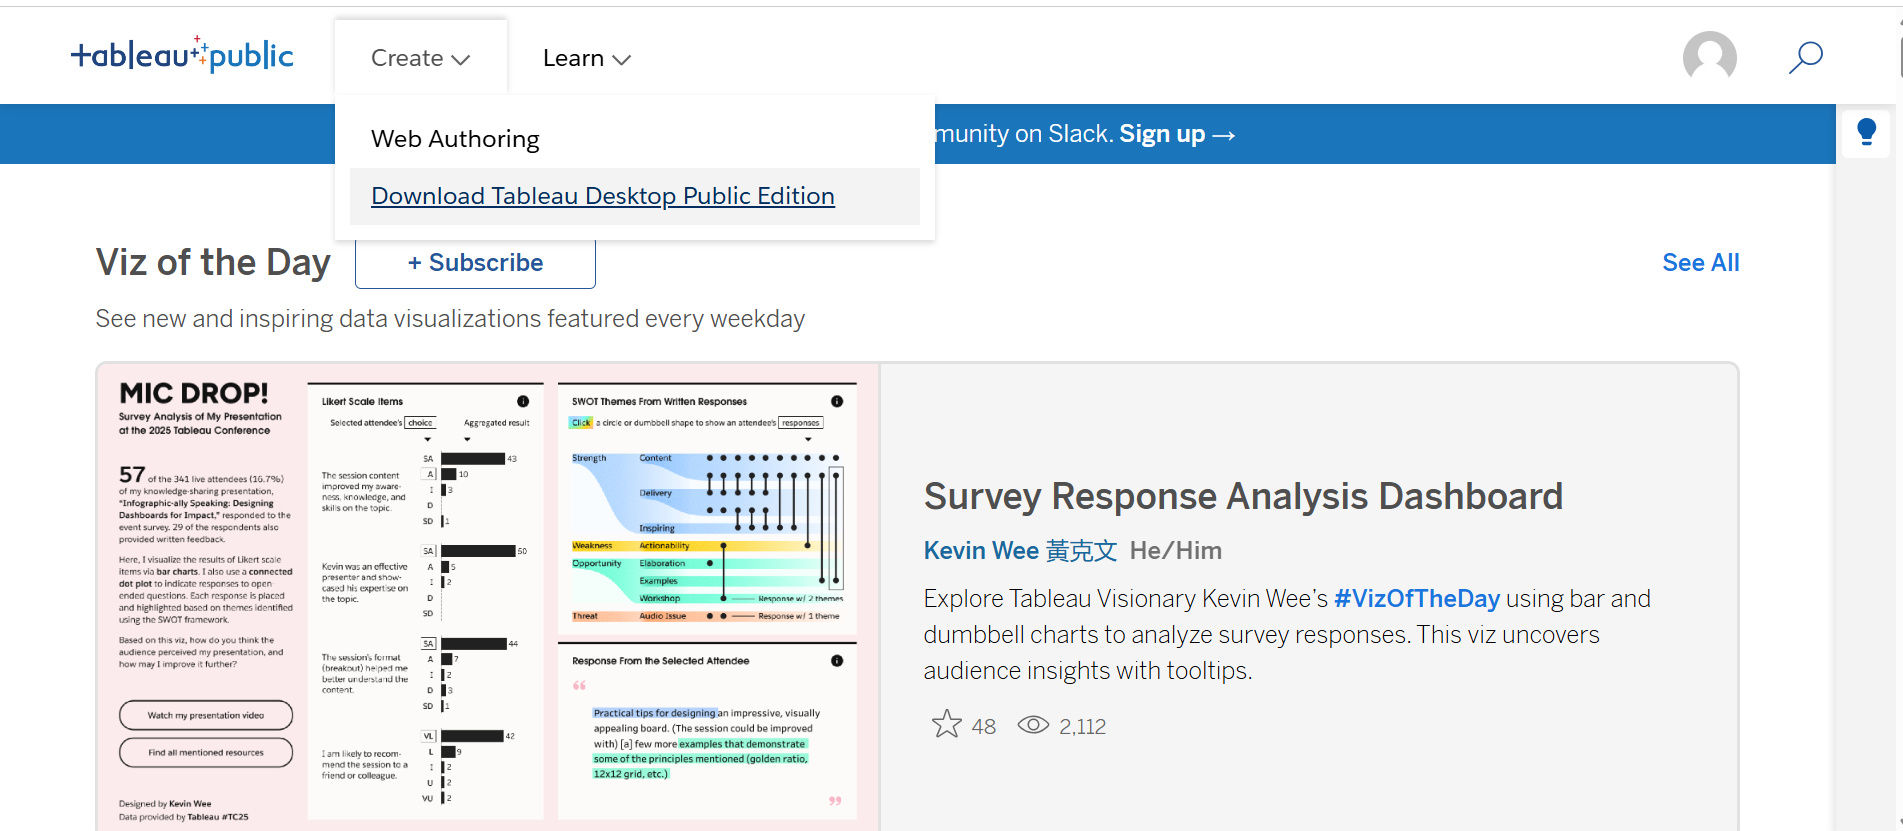 tableau public
Create
Learn
Web Authoring
Download Tableau Desktop Public Edition
munity on Slack. Sign up →
Viz of the Day
+ Subscribe
See All
See new and inspiring data visualizations featured every weekday
MIC DROP!
Survey Analysis of My Presentation
at the 2025 Tableau Conference
57 of the 341 live attendees (16.7%)
of my knowledge-sharing presentation,
"Infographic-ally Speaking: Designing
Dashboards for Impact," responded to the
event survey. 29 of the respondents also
provided written feedback.
Here, I visualize the results of Likert scale
items via bar charts. I also use a connected
dot plot to indicate responses to open-
ended questions. Each response is placed
and highlighted based on themes identified
using the SWOT framework.
Based on this viz, how do you think the
audience perceived my presentation, and
how may I improve it further?
Watch my presentation video
Find all mentioned resources
Designed by Kevin Wee
Data provided by Tableau #TC25
Likert Scale Items
Selected attendee's choice
Aggregated result
The session content
improved my aware-
ness, knowledge, and
skills on the topic.
SA 43
A 10
I 3
D
SD 1
Kevin was an effective
presenter and show-
cased his expertise on
the topic.
SA 50
A 5
I 2
D
SD
The session's format
(breakout) helped me
better understand the
content.
SA 44
A 7
I 2
D 3
SD 1
I am likely to recom-
mend the session to a
friend or colleague.
VL 42
L 9
I 2
U 2
VU 2
SWOT Themes From Written Responses
Click a circle or dumbbell shape to show an attendee's responses
Strength
Content
Delivery
Inspiring
Weakness
Actionability
Opportunity
Elaboration
Examples
Workshop
Response w/ 2 themes
Threat
Audio Issue
Response w/ 1 theme
Response From the Selected Attendee
“
Practical tips for designing an impressive, visually
appealing board. (The session could be improved
with) [a] few more examples that demonstrate
some of the principles mentioned (golden ratio,
12x12 grid, etc.)
”
Survey Response Analysis Dashboard
Kevin Wee 黃克文 He/Him
Explore Tableau Visionary Kevin Wee’s #VizOfTheDay using bar and
dumbbell charts to analyze survey responses. This viz uncovers
audience insights with tooltips.
48
2,112